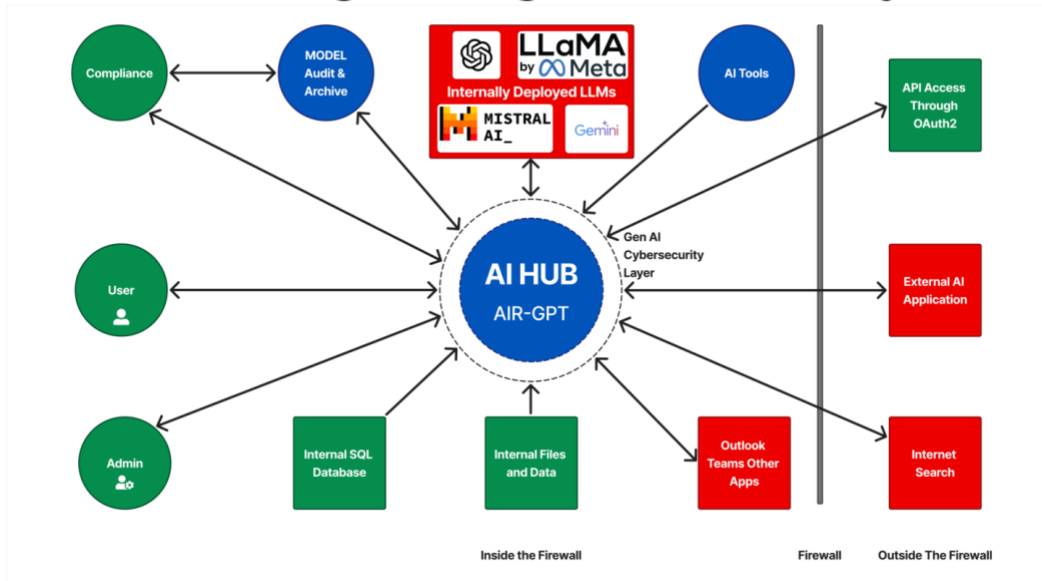 Compliance
MODEL
Audit &
Archive
LLaMA
by Meta
Internally Deployed LLMs
MISTRAL
AI_
Gemini
AI Tools
API Access
Through
OAuth2
Gen AI
Cybersecurity
Layer
AI HUB
AIR-GPT
User
External AI
Application
Admin
Internal SQL
Database
Internal Files
and Data
Outlook
Teams Other
Apps
Internet
Search
Inside the Firewall
Firewall
Outside The Firewall